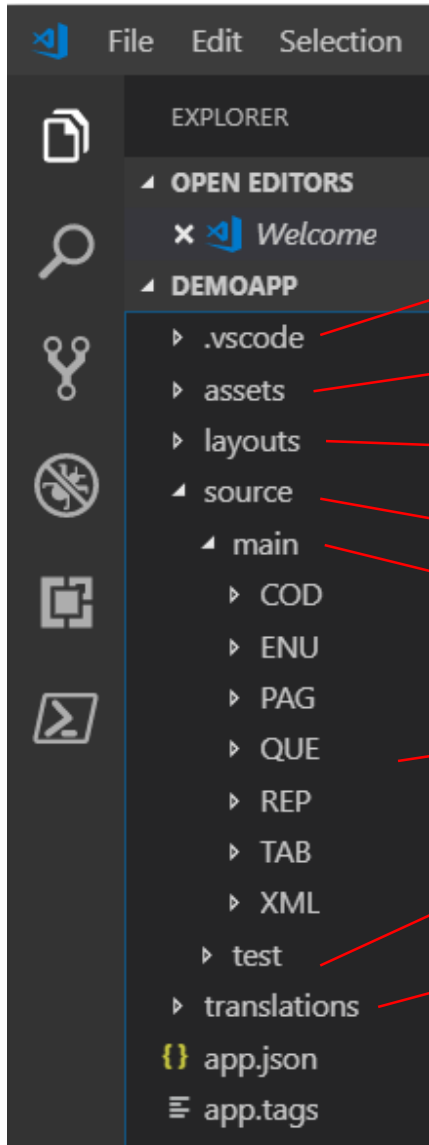 File Edit Selection
EXPLORER
OPEN EDITORS
Welcome
DEMOAPP
.vscode
assets
layouts
source
main
COD
ENU
PAG
QUE
REP
TAB
XML
test
translations
app.json
app.tags